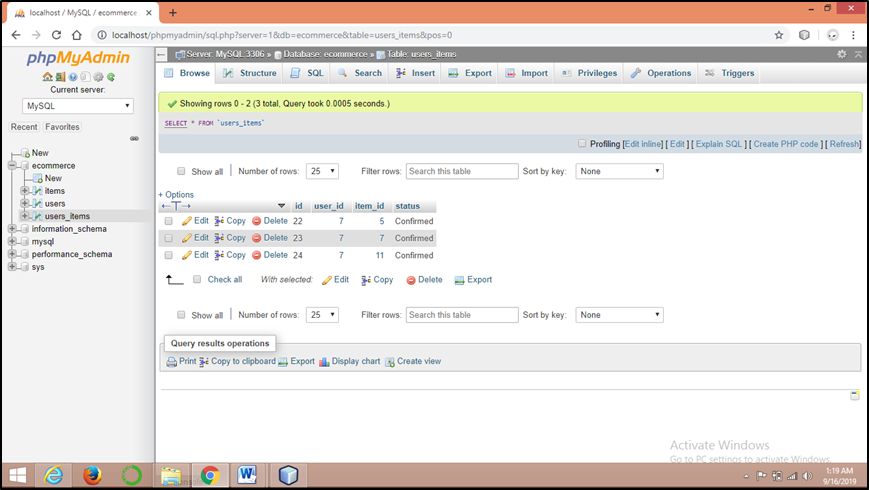 localhost / MySQL / ecommerce
localhost/phpmyadmin/sql.php?server=1&db=ecommerce&table=users_items&pos=0
phpMyAdmin
Current server:
MySQL
Recent Favorites
New
ecommerce
New
items
users
users_items
information_schema
mysql
performance_schema
sys
Server: MySQL:3306 » Database: ecommerce » Table: users_items
Browse Structure SQL Search Insert Export Import Privileges Operations Triggers
Showing rows 0 - 2 (3 total, Query took 0.0005 seconds.)
SELECT * FROM `users_items`
Profiling [Edit inline] [ Edit ] [ Explain SQL ] [ Create PHP code ] [ Refresh]
Show all Number of rows: 25 Filter rows: Search this table Sort by key: None
+ Options
id user_id item_id status
Edit Copy Delete 22 7 5 Confirmed
Edit Copy Delete 23 7 7 Confirmed
Edit Copy Delete 24 7 11 Confirmed
Check all With selected: Edit Copy Delete Export
Show all Number of rows: 25 Filter rows: Search this table Sort by key: None
Query results operations
Print Copy to clipboard Export Display chart Create view
Activate Windows
Go to PC settings to activate Windows.
1:19 AM
9/16/2019